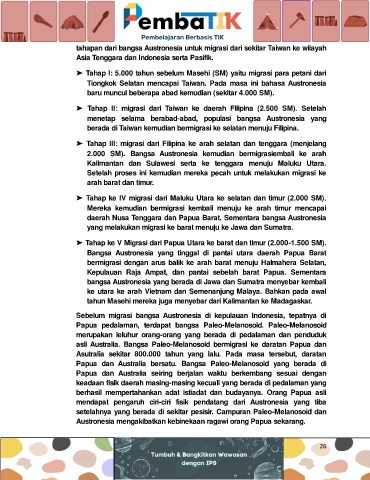 PembaTIK
Pembelajaran Berbasis TIK
tahapan dari bangsa Austronesia untuk migrasi dari sekitar Taiwan ke wilayah
Asia Tenggara dan Indonesia serta Pasifik.
➤ Tahap I: 5.000 tahun sebelum Masehi (SM) yaitu migrasi para petani dari
Tiongkok Selatan mencapai Taiwan. Pada masa ini bahasa Austronesia
baru muncul beberapa abad kemudian (sekitar 4.000 SM).
➤ Tahap II: migrasi dari Taiwan ke daerah Filipina (2.500 SM). Setelah
menetap selama berabad-abad, populasi bangsa Austronesia yang
berada di Taiwan kemudian bermigrasi ke selatan menuju Filipina.
➤ Tahap III: migrasi dari Filipina ke arah selatan dan tenggara (menjelang
2.000 SM). Bangsa Austronesia kemudian bermigrasiembali ke arah
Kalimantan dan Sulawesi serta ke tenggara menuju Maluku Utara.
Setelah proses ini kemudian mereka pecah untuk melakukan migrasi ke
arah barat dan timur.
➤ Tahap ke IV migrasi dari Maluku Utara ke selatan dan timur (2.000 SM).
Mereka kemudian bermigrasi kembali menuju ke arah timur mencapai
daerah Nusa Tenggara dan Papua Barat. Sementara bangsa Austronesia
yang melakukan migrasi ke barat menuju ke Jawa dan Sumatra.
➤ Tahap ke V Migrasi dari Papua Utara ke barat dan timur (2.000-1.500 SM).
Bangsa Austronesia yang tinggal di pantai utara daerah Papua Barat
bermigrasi dengan arus balik ke arah barat menuju Halmahera Selatan,
Kepulauan Raja Ampat, dan pantai sebelah barat Papua. Sementara
bangsa Austronesia yang berada di Jawa dan Sumatra menyebar kembali
ke utara ke arah Vietnam dan Semenanjung Malaya. Bahkan pada awal
tahun Masehi mereka juga menyebar dari Kalimantan ke Madagaskar.
Sebelum migrasi bangsa Austronesia di kepulauan Indonesia, tepatnya di
Papua pedalaman, terdapat bangsa Paleo-Melanosoid. Paleo-Melanosoid
merupakan leluhur orang-orang yang berada di pedalaman dan penduduk
asli Australia. Bangsa Paleo-Melanosoid bermigrasi ke daratan Papua dan
Asutralia sekitar 800.000 tahun yang lalu. Pada masa tersebut, daratan
Papua dan Australia bersatu. Bangsa Paleo-Melanosoid yang berada di
Papua dan Australia seiring berjalan waktu berkembang sesuai dengan
keadaan fisik daerah masing-masing kecuali yang berada di pedalaman yang
berhasil mempertahankan adat istiadat dan budayanya. Orang Papua asli
mendapat pengaruh ciri-ciri fisik pendatang dari Austronesia yang tiba
setelahnya yang berada di sekitar pesisir. Campuran Paleo-Melanosoid dan
Austronesia mengakibatkan kebinekaan ragawi orang Papua sekarang.
26
Tumbuh & Bangkitkan Wawasan
dengan IPS